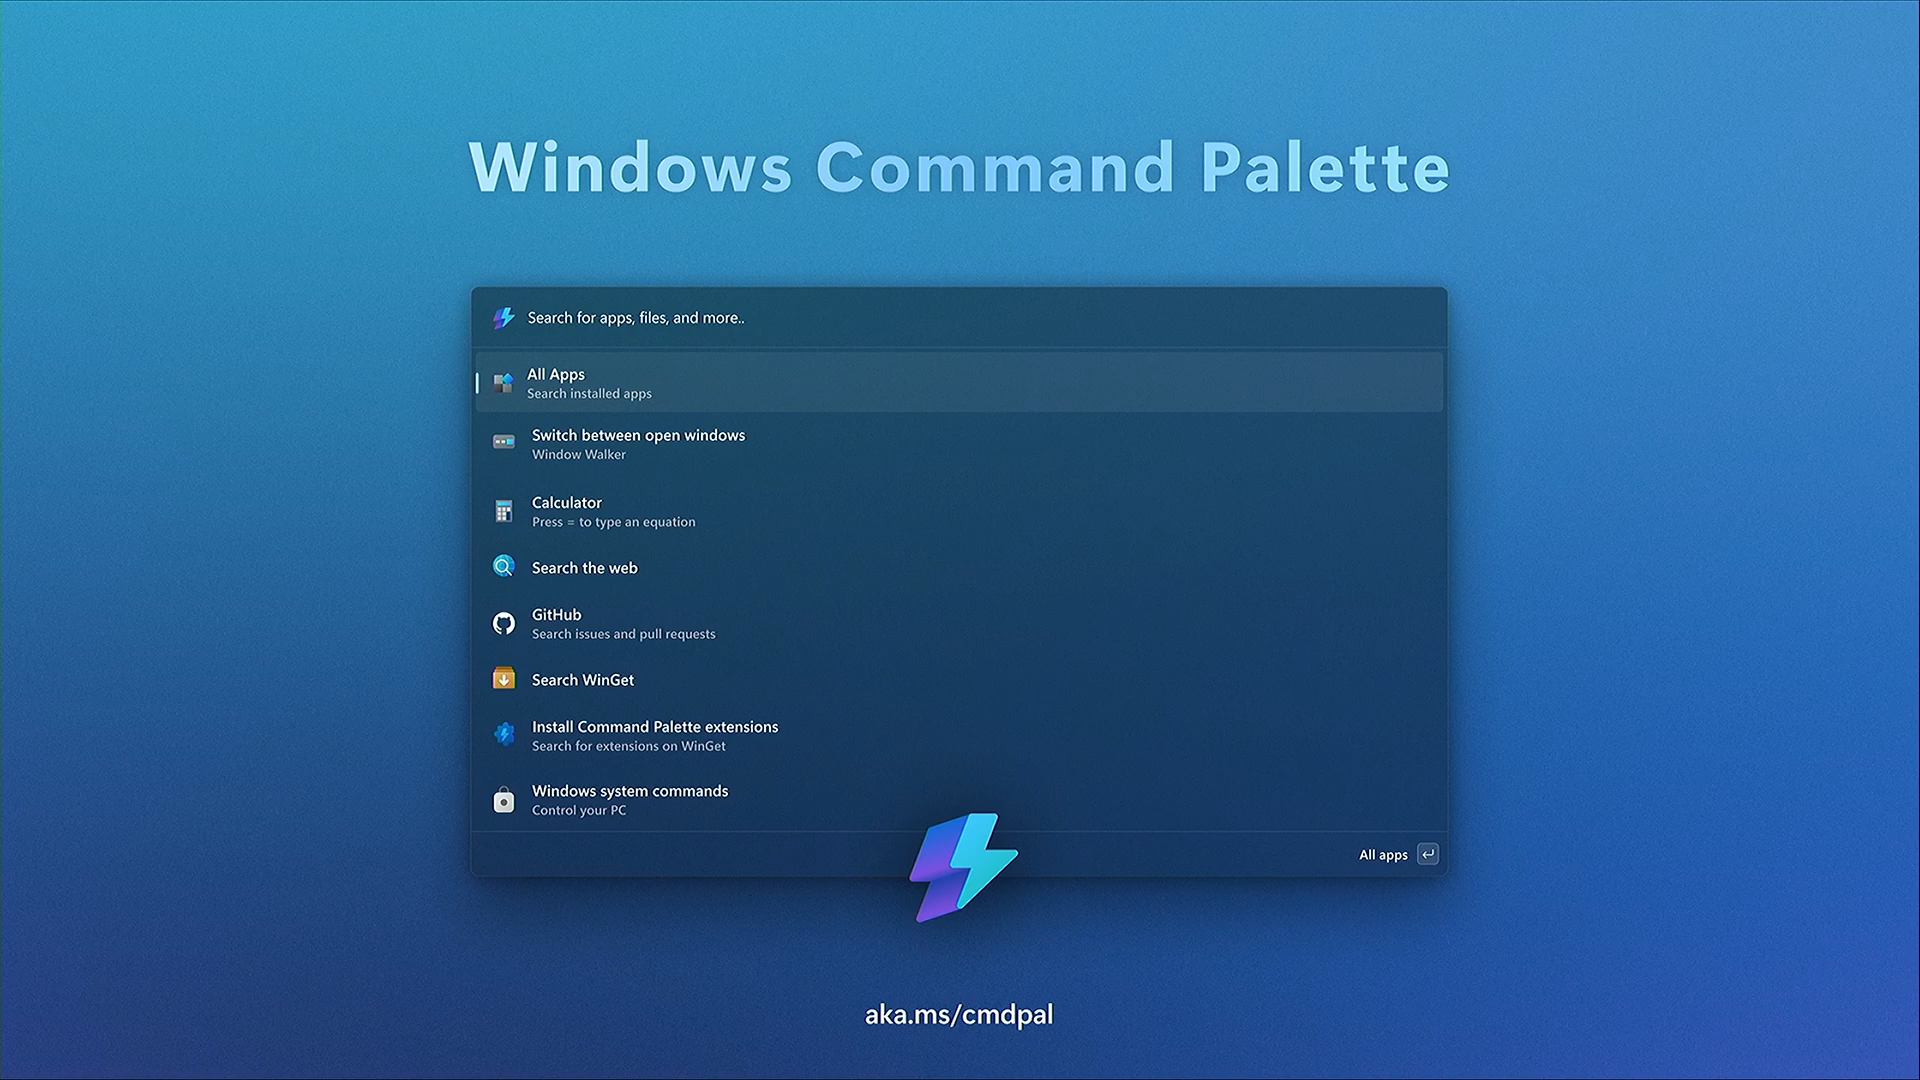 Windows Command Palette
Search for apps, files, and more..
All Apps
Search installed apps
Switch between open windows
Window Walker
Calculator
Press = to type an equation
Search the web
GitHub
Search issues and pull requests
Search WinGet
Install Command Palette extensions
Search for extensions on WinGet
Windows system commands
Control your PC
All apps
aka.ms/cmdpal